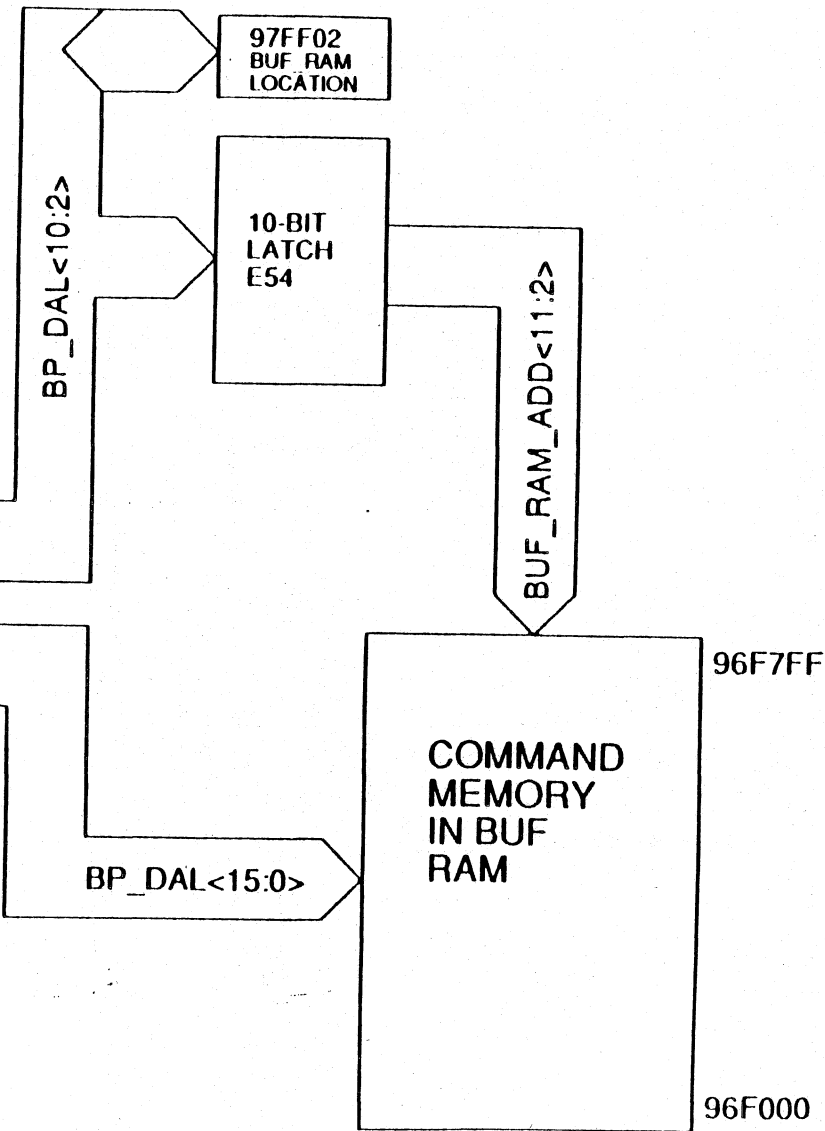 97FF02
BUF RAM
LOCATION
10-BIT
LATCH
E54
BP_DAL<10:2>
BUF_RAM_ADD<11:2>
96F7FF
COMMAND
MEMORY
IN BUF
RAM
BP_DAL<15:0>
96F000